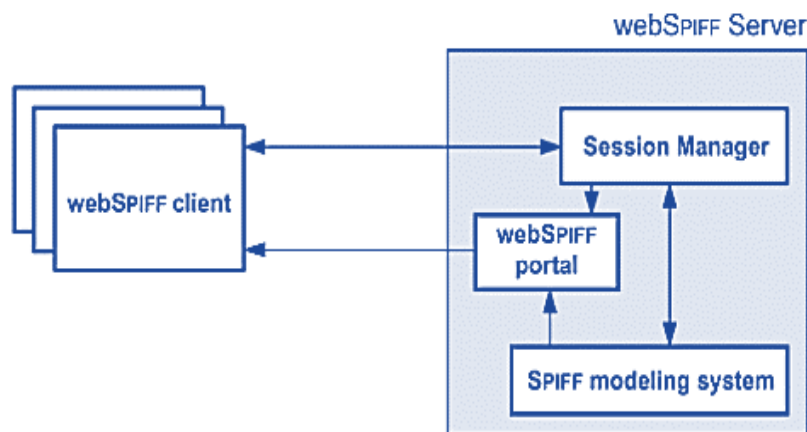 webSPIFF Server
Session Manager
webSPIFF client
webSPIFF
portal
SPIFF modeling system